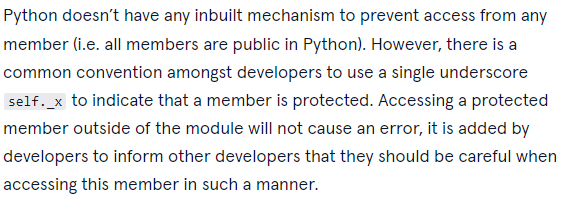 Python doesn’t have any inbuilt mechanism to prevent access from any
member (i.e. all members are public in Python). However, there is a
common convention amongst developers to use a single underscore
self._x to indicate that a member is protected. Accessing a protected
member outside of the module will not cause an error, it is added by
developers to inform other developers that they should be careful when
accessing this member in such a manner.